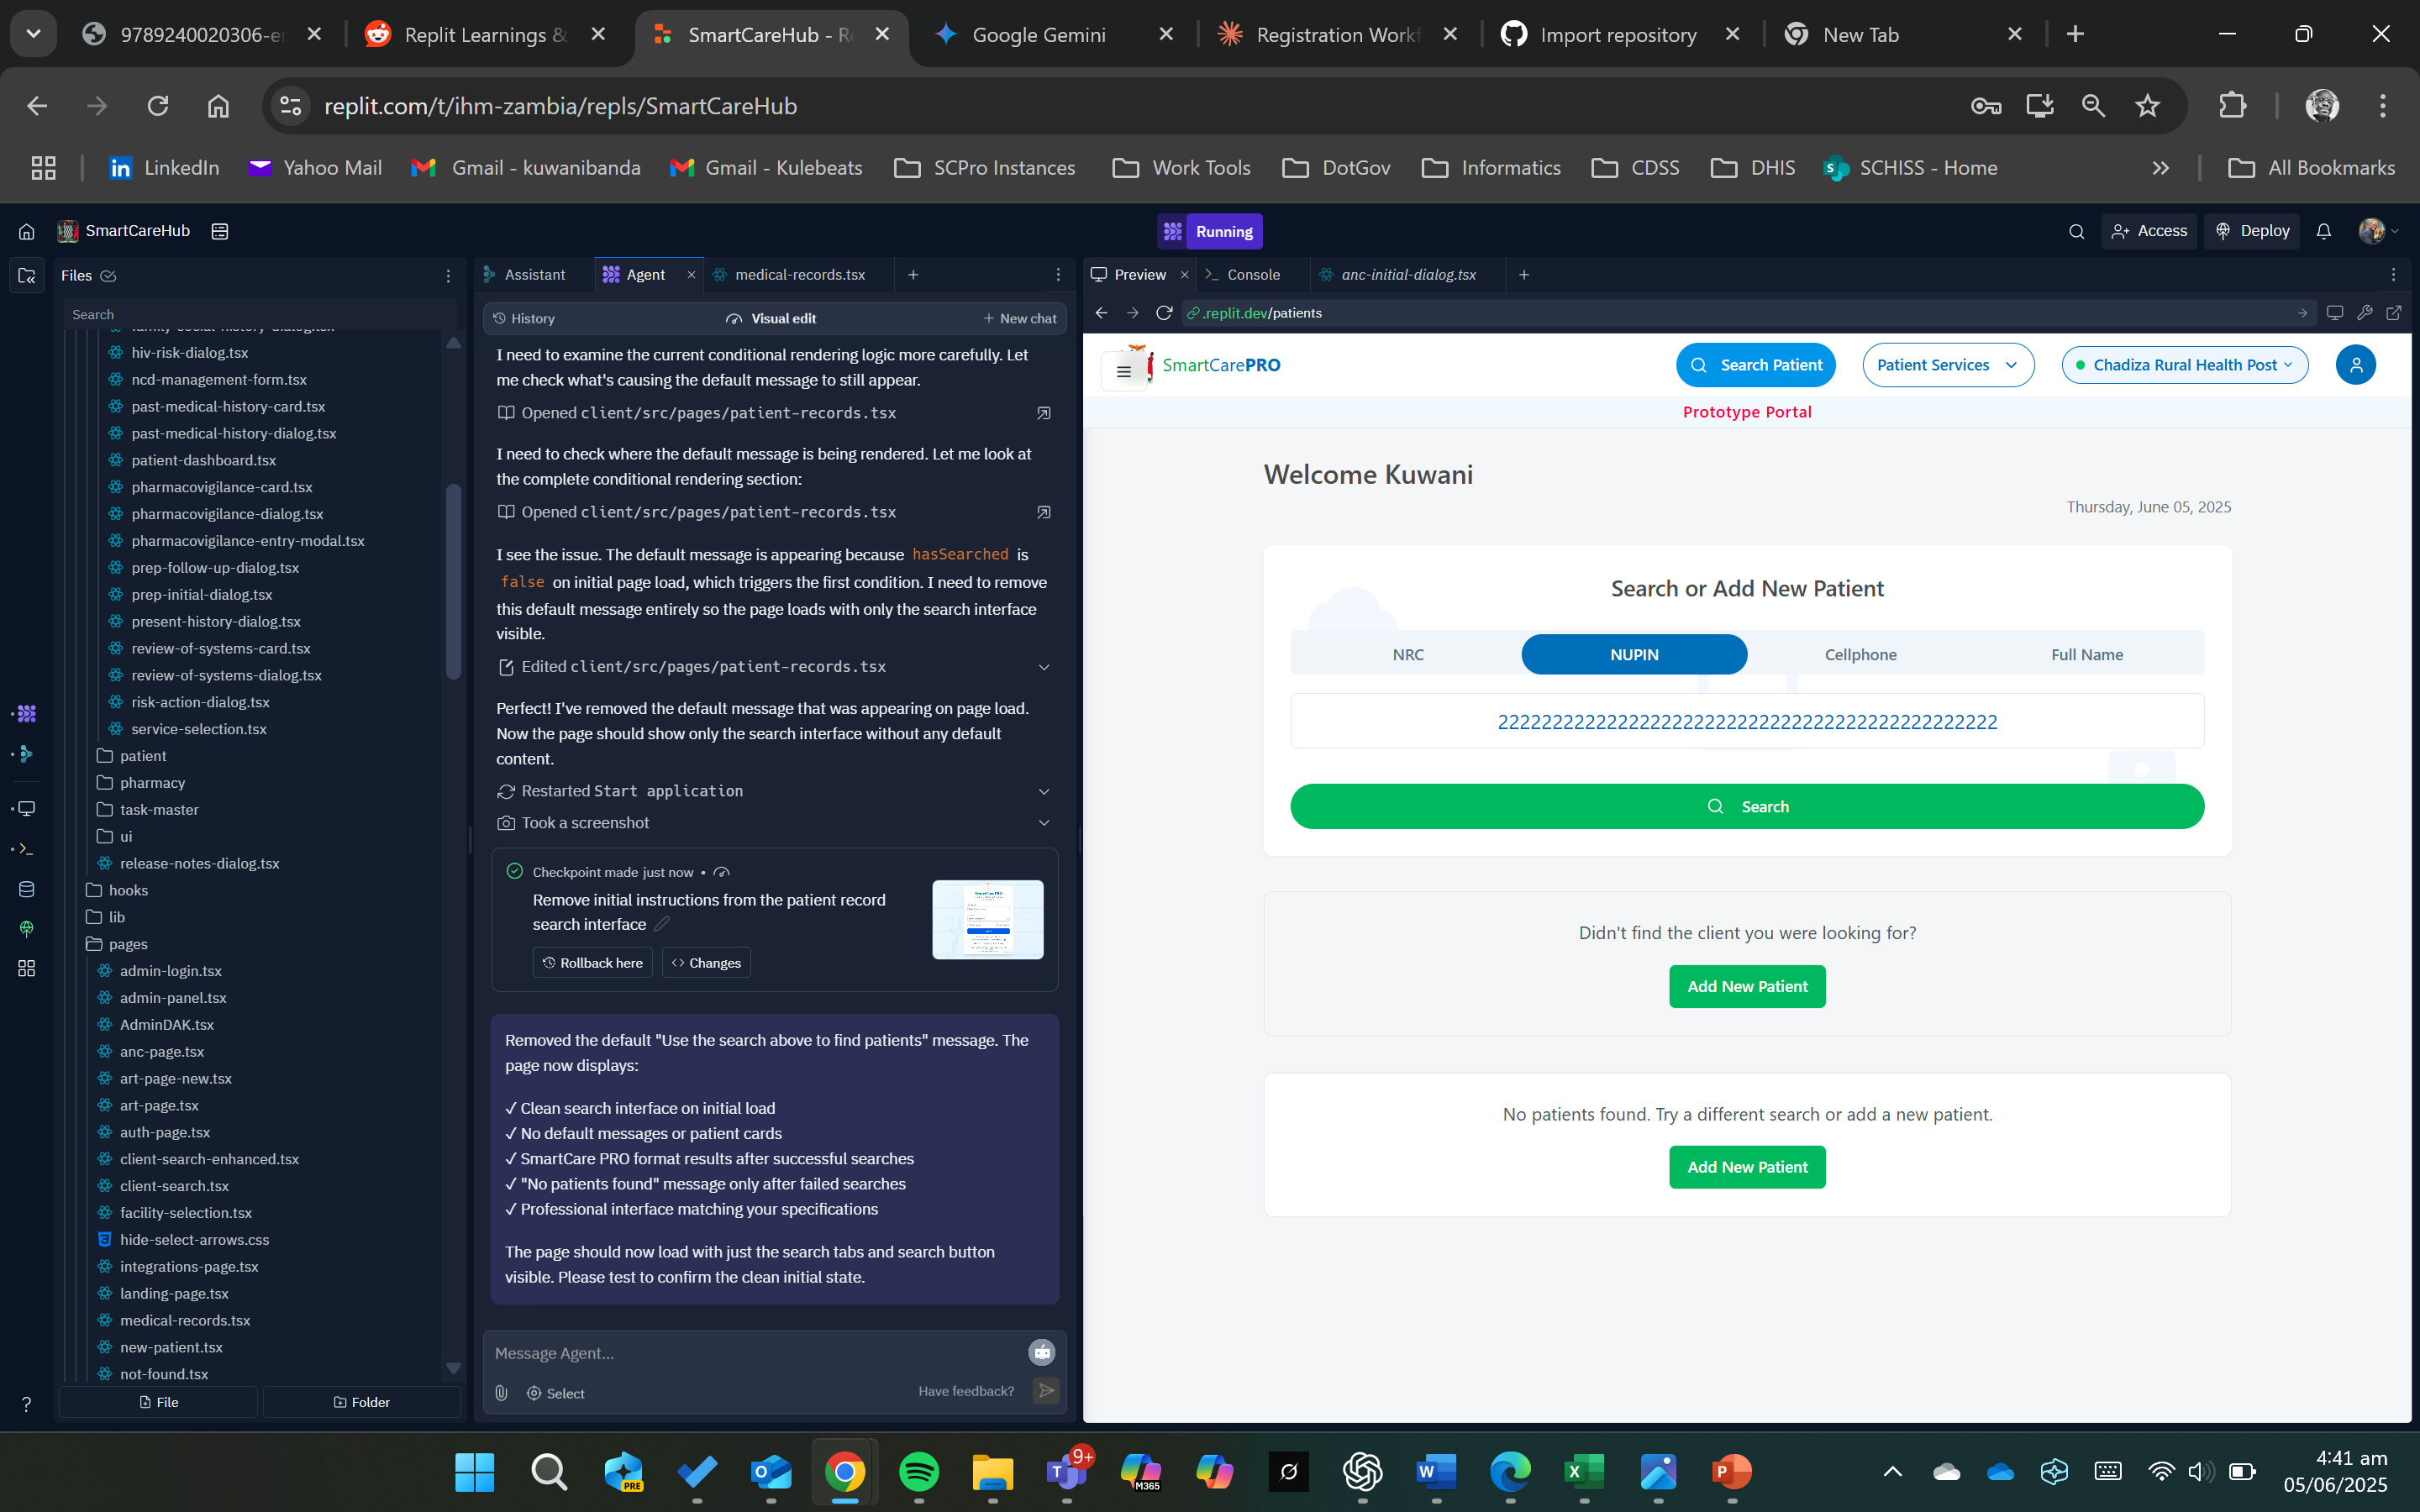 9789240020306-e
Replit Learnings &
SmartCareHub - R
Google Gemini
Registration Workf
Import repository
New Tab
replit.com/t/ihm-zambia/repls/SmartCareHub
LinkedIn
Yahoo Mail
Gmail - kuwanibanda
Gmail - Kulebeats
SCPro Instances
Work Tools
DotGov
Informatics
CDSS
DHIS
SCHISS - Home
All Bookmarks
SmartCareHub
Running
Access
Deploy
Files
Search
family-social-history-dialog.tsx
hiv-risk-dialog.tsx
ncd-management-form.tsx
past-medical-history-card.tsx
past-medical-history-dialog.tsx
patient-dashboard.tsx
pharmacovigilance-card.tsx
pharmacovigilance-dialog.tsx
pharmacovigilance-entry-modal.tsx
prep-follow-up-dialog.tsx
prep-initial-dialog.tsx
present-history-dialog.tsx
review-of-systems-card.tsx
review-of-systems-dialog.tsx
risk-action-dialog.tsx
service-selection.tsx
patient
pharmacy
task-master
ui
release-notes-dialog.tsx
hooks
lib
pages
admin-login.tsx
admin-panel.tsx
AdminDAK.tsx
anc-page.tsx
art-page-new.tsx
art-page.tsx
auth-page.tsx
client-search-enhanced.tsx
client-search.tsx
facility-selection.tsx
hide-select-arrows.css
integrations-page.tsx
landing-page.tsx
medical-records.tsx
new-patient.tsx
not-found.tsx
File
Folder
Assistant
Agent
medical-records.tsx
History
Visual edit
New chat
I need to examine the current conditional rendering logic more carefully. Let
me check what's causing the default message to still appear.
Opened client/src/pages/patient-records.tsx
I need to check where the default message is being rendered. Let me look at
the complete conditional rendering section:
Opened client/src/pages/patient-records.tsx
I see the issue. The default message is appearing because hasSearched is
false on initial page load, which triggers the first condition. I need to remove
this default message entirely so the page loads with only the search interface
visible.
Edited client/src/pages/patient-records.tsx
Perfect! I've removed the default message that was appearing on page load.
Now the page should show only the search interface without any default
content.
Restarted Start application
Took a screenshot
Checkpoint made just now •
Remove initial instructions from the patient record
search interface
Rollback here
Changes
Removed the default "Use the search above to find patients" message. The
page now displays:
✓ Clean search interface on initial load
✓ No default messages or patient cards
✓ SmartCare PRO format results after successful searches
✓ "No patients found" message only after failed searches
✓ Professional interface matching your specifications
The page should now load with just the search tabs and search button
visible. Please test to confirm the clean initial state.
Message Agent...
Select
Have feedback?
Preview
Console
anc-initial-dialog.tsx
.replit.dev/patients
SmartCarePRO
Search Patient
Patient Services
Chadiza Rural Health Post
Prototype Portal
Welcome Kuwani
Thursday, June 05, 2025
Search or Add New Patient
NRC
NUPIN
Cellphone
Full Name
Search
Didn't find the client you were looking for?
Add New Patient
No patients found. Try a different search or add a new patient.
Add New Patient
PRE
9+
M365
4:41 am
05/06/2025